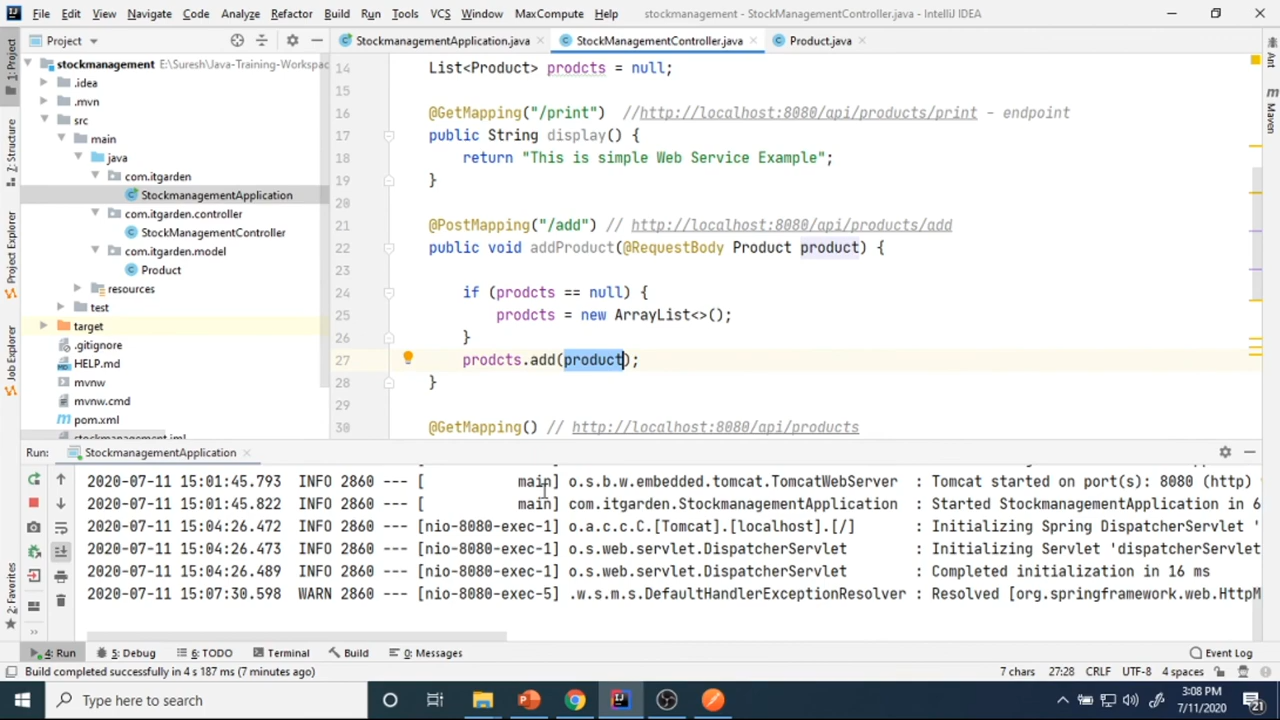 File Edit View Navigate Code Analyze Refactor Build Run Tools VCS Window MaxCompute Help stockmanagement - StockManagementController.java - IntelliJ IDEA
Project
StockmanagementApplication.java StockManagementController.java Product.java
stockmanagement E:\Suresh\Java-Training-Workspac
.idea
.mvn
src
main
java
com.itgarden
StockmanagementApplication
com.itgarden.controller
StockManagementController
com.itgarden.model
Product
resources
test
target
.gitignore
HELP.md
mvnw
mvnw.cmd
pom.xml
stockmanagement.iml
1: Project
Z: Structure
Project Explorer
Job Explorer
2: Favorites
Ant
Maven
14 List<Product> prodcts = null;
15
16 @GetMapping("/print") //http://localhost:8080/api/products/print - endpoint
17 public String display() {
18 return "This is simple Web Service Example";
19 }
20
21 @PostMapping("/add") // http://localhost:8080/api/products/add
22 public void addProduct(@RequestBody Product product) {
23
24 if (prodcts == null) {
25 prodcts = new ArrayList<>();
26 }
27 prodcts.add(product);
28 }
29
30 @GetMapping() // http://localhost:8080/api/products
Run: StockmanagementApplication
2020-07-11 15:01:45.793 INFO 2860 --- [ main] o.s.b.w.embedded.tomcat.TomcatWebServer : Tomcat started on port(s): 8080 (http)
2020-07-11 15:01:45.822 INFO 2860 --- [ main] com.itgarden.StockmanagementApplication : Started StockmanagementApplication in 6
2020-07-11 15:04:26.472 INFO 2860 --- [nio-8080-exec-1] o.a.c.c.C.[Tomcat].[localhost].[/] : Initializing Spring DispatcherServlet '
2020-07-11 15:04:26.473 INFO 2860 --- [nio-8080-exec-1] o.s.web.servlet.DispatcherServlet : Initializing Servlet 'dispatcherServlet
2020-07-11 15:04:26.489 INFO 2860 --- [nio-8080-exec-1] o.s.web.servlet.DispatcherServlet : Completed initialization in 16 ms
2020-07-11 15:07:30.598 WARN 2860 --- [nio-8080-exec-5] .w.s.m.s.DefaultHandlerExceptionResolver : Resolved [org.springframework.web.HttpM
4: Run 5: Debug 6: TODO Terminal Build 0: Messages Event Log
Build completed successfully in 4 s 187 ms (7 minutes ago) 7 chars 27:28 CRLF UTF-8 4 spaces
Type here to search
3:08 PM
7/11/2020
21